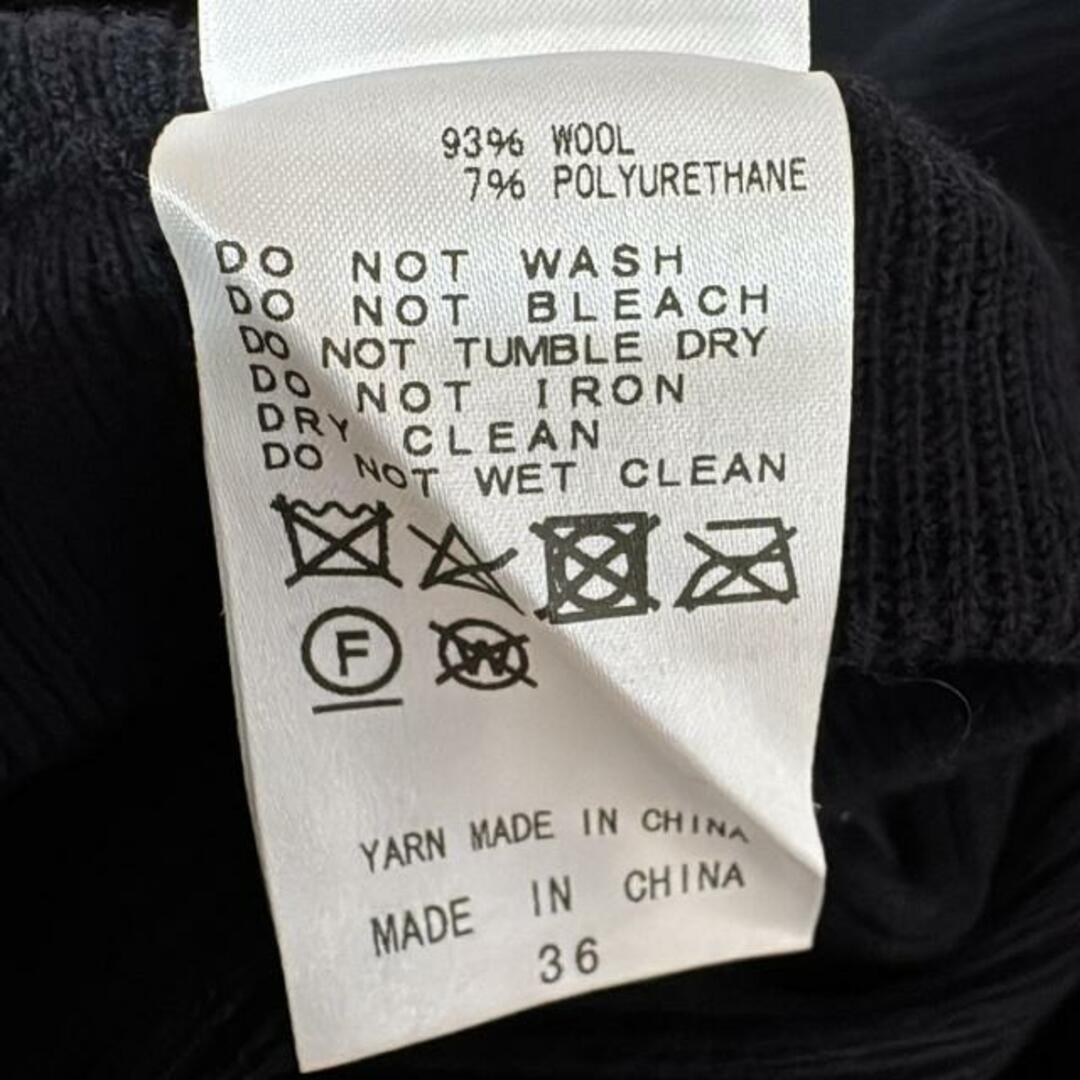 93% WOOL
7% POLYURETHANE
DO NOT WASH
DO NOT BLEACH
DO NOT TUMBLE DRY
DO NOT IRON
DRY CLEAN
DO NOT WET CLEAN
F W
YARN MADE IN CHINA
MADE IN CHINA
36